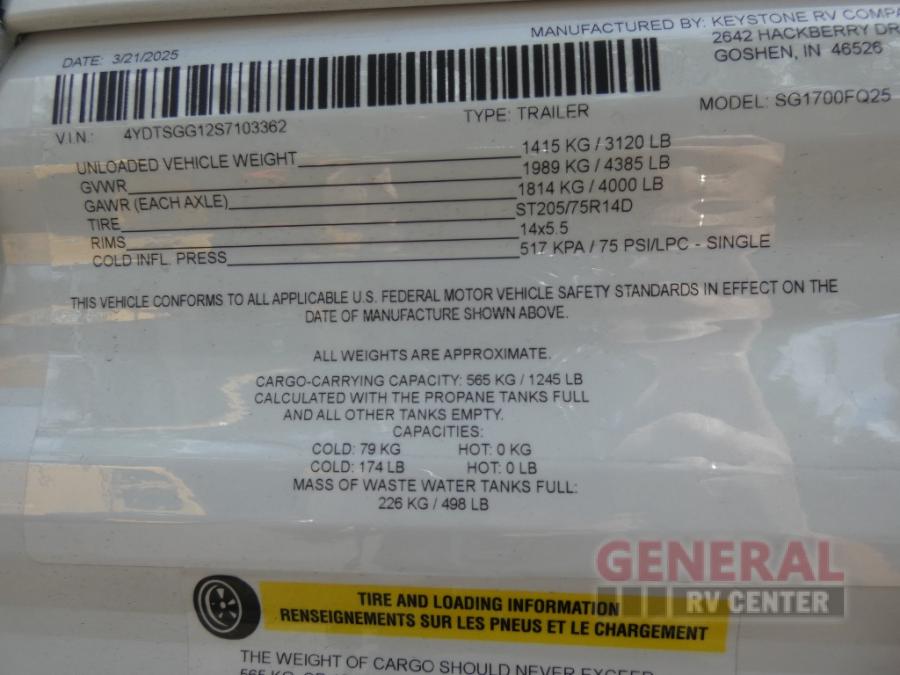 MANUFACTURED BY: KEYSTONE RV
2642 HACKBERRY DR
GOSHEN, IN 46526
DATE: 3/21/2025
V.I.N.: 4YDTSGG12S7103362
TYPE: TRAILER
MODEL: SG1700FQ25
UNLOADED VEHICLE WEIGHT 1415 KG / 3120 LB
GVWR 1989 KG / 4385 LB
GAWR (EACH AXLE) 1814 KG / 4000 LB
TIRE ST205/75R14D
RIMS 14x5.5
COLD INFL. PRESS 517 KPA / 75 PSI/LPC - SINGLE
THIS VEHICLE CONFORMS TO ALL APPLICABLE U.S. FEDERAL MOTOR VEHICLE SAFETY STANDARDS IN EFFECT ON THE
DATE OF MANUFACTURE SHOWN ABOVE.
ALL WEIGHTS ARE APPROXIMATE.
CARGO-CARRYING CAPACITY: 565 KG / 1245 LB
CALCULATED WITH THE PROPANE TANKS FULL
AND ALL OTHER TANKS EMPTY.
CAPACITIES:
COLD: 79 KG HOT: 0 KG
COLD: 174 LB HOT: 0 LB
MASS OF WASTE WATER TANKS FULL:
226 KG / 498 LB
GENERAL
RV CENTER
TIRE AND LOADING INFORMATION
RENSEIGNEMENTS SUR LES PNEUS ET LE CHARGEMENT
THE WEIGHT OF CARGO SHOULD NEVER EXCEED